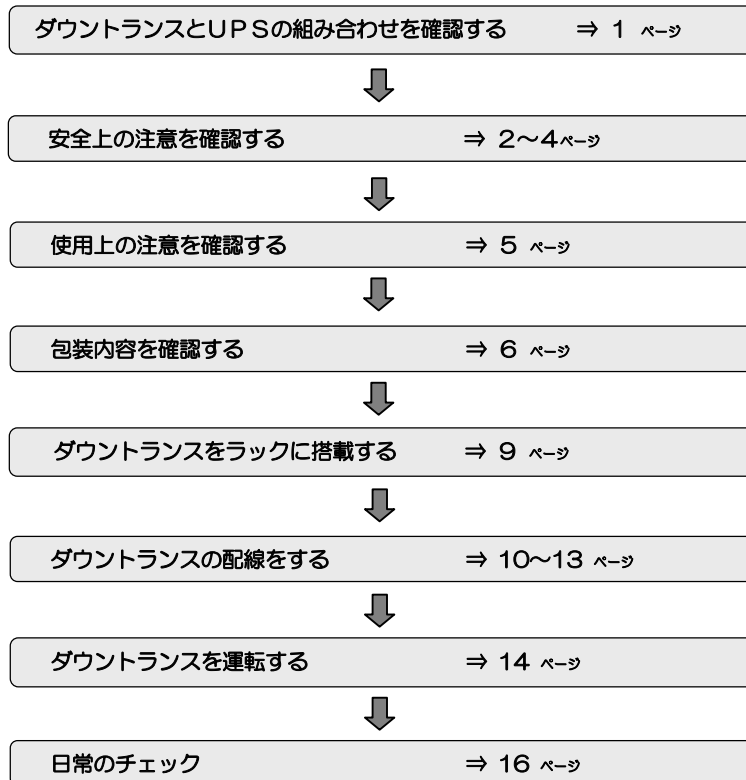 ダウントランスとUPSの組み合わせを確認する ⇒ 1 ページ
安全上の注意を確認する ⇒ 2～4ページ
使用上の注意を確認する ⇒ 5 ページ
包装内容を確認する ⇒ 6 ページ
ダウントランスをラックに搭載する ⇒ 9 ページ
ダウントランスの配線をする ⇒ 10～13 ページ
ダウントランスを運転する ⇒ 14 ページ
日常のチェック ⇒ 16 ページ